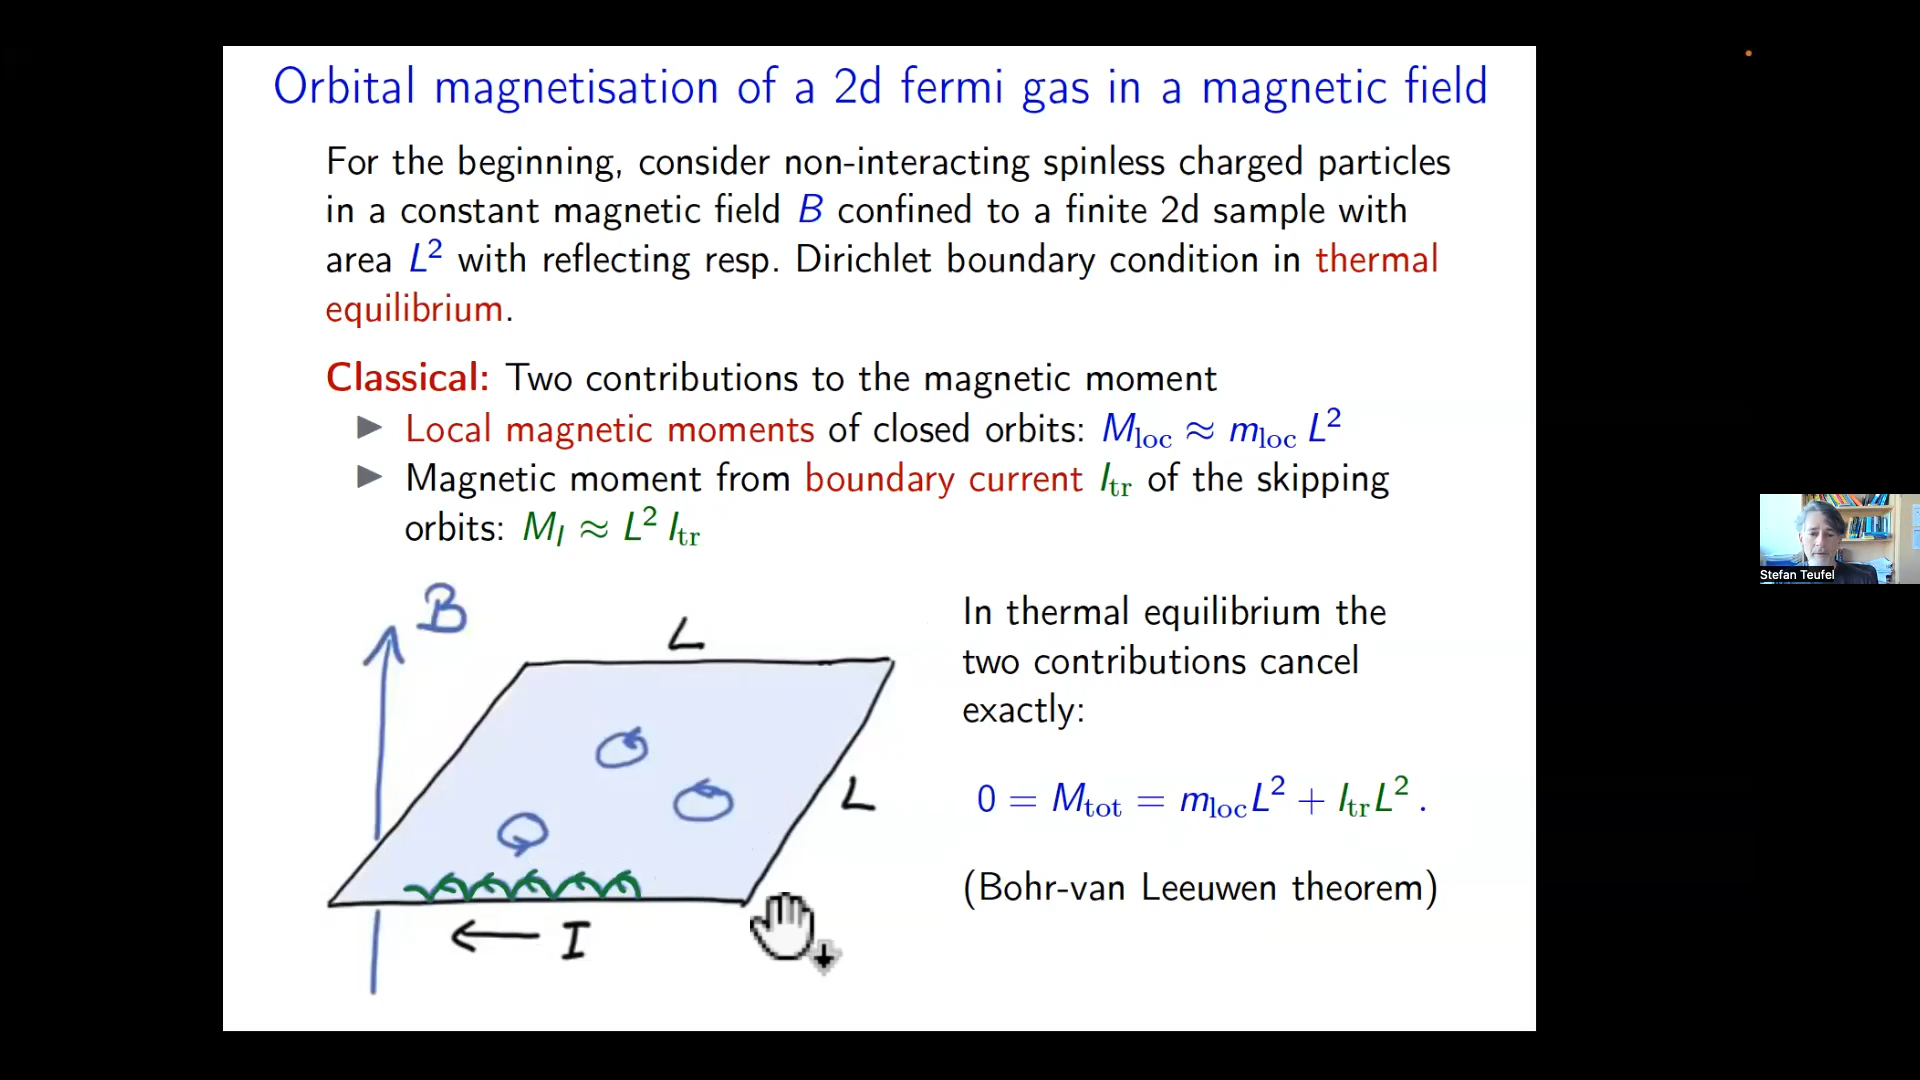 Orbital magnetisation of a 2d fermi gas in a magnetic field
For the beginning, consider non-interacting spinless charged particles
in a constant magnetic field B confined to a finite 2d sample with
area L² with reflecting resp. Dirichlet boundary condition in thermal
equilibrium.
Classical: Two contributions to the magnetic moment
▶ Local magnetic moments of closed orbits: M_loc ≈ m_loc L²
▶ Magnetic moment from boundary current I_tr of the skipping
orbits: M_I ≈ L² I_tr
B
L
L
I
In thermal equilibrium the
two contributions cancel
exactly:
0 = M_tot = m_loc L² + I_tr L² .
(Bohr-van Leeuwen theorem)
Stefan Teufel